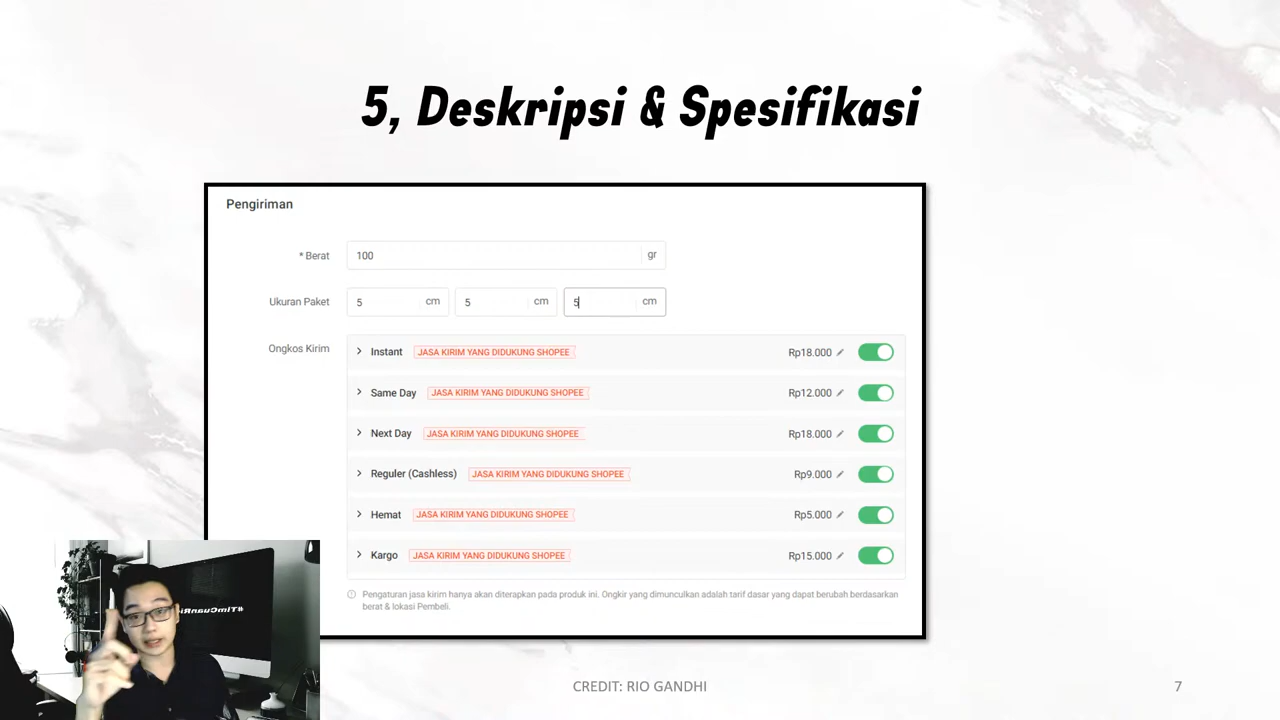 5, Deskripsi & Spesifikasi
Pengiriman
* Berat 100 gr
Ukuran Paket 5 cm 5 cm 5 cm
Ongkos Kirim
Instant JASA KIRIM YANG DIDUKUNG SHOPEE Rp18.000
Same Day JASA KIRIM YANG DIDUKUNG SHOPEE Rp12.000
Next Day JASA KIRIM YANG DIDUKUNG SHOPEE Rp18.000
Reguler (Cashless) JASA KIRIM YANG DIDUKUNG SHOPEE Rp9.000
Hemat JASA KIRIM YANG DIDUKUNG SHOPEE Rp5.000
Kargo JASA KIRIM YANG DIDUKUNG SHOPEE Rp15.000
Pengaturan jasa kirim hanya akan diterapkan pada produk ini. Ongkir yang dimunculkan adalah tarif dasar yang dapat berubah berdasarkan
berat & lokasi Pembeli.
CREDIT: RIO GANDHI
7